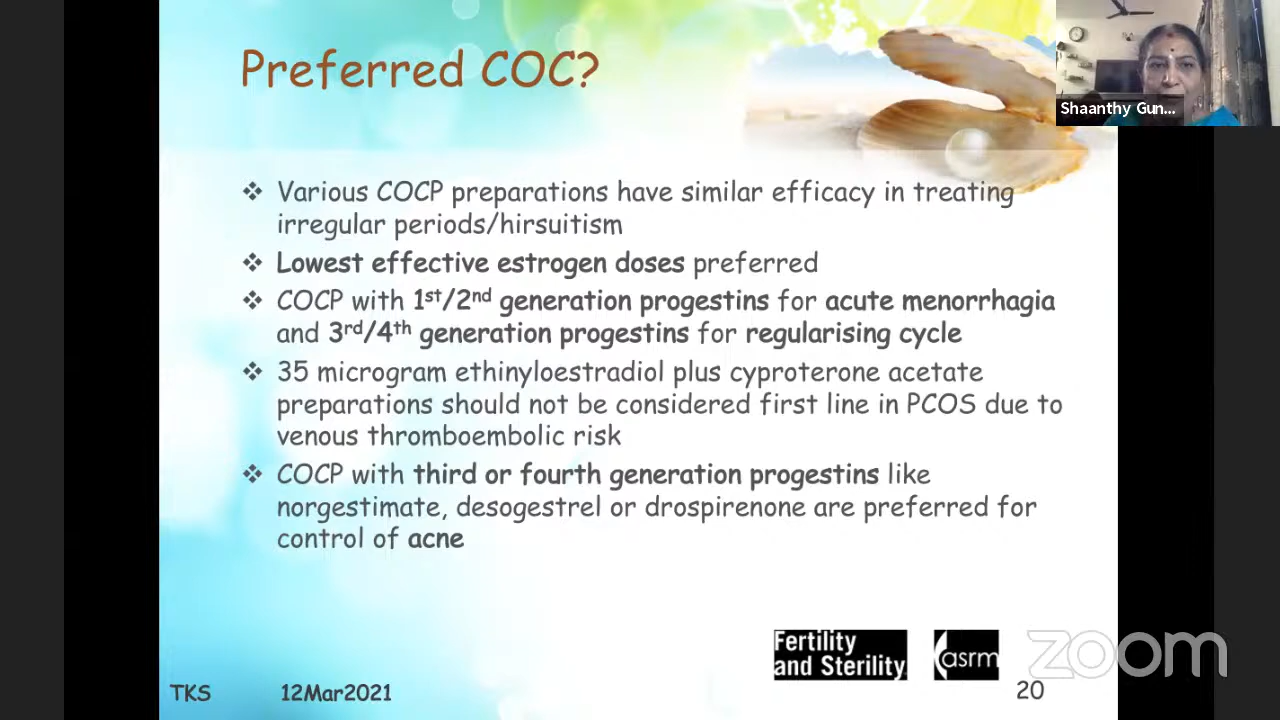 Preferred COC?
Shaanthy Gun...
❖ Various COCP preparations have similar efficacy in treating
irregular periods/hirsuitism
❖ Lowest effective estrogen doses preferred
❖ COCP with 1st/2nd generation progestins for acute menorrhagia
and 3rd/4th generation progestins for regularising cycle
❖ 35 microgram ethinyloestradiol plus cyproterone acetate
preparations should not be considered first line in PCOS due to
venous thromboembolic risk
❖ COCP with third or fourth generation progestins like
norgestimate, desogestrel or drospirenone are preferred for
control of acne
Fertility
and Sterility
asrm
zoom
TKS 12Mar2021 20